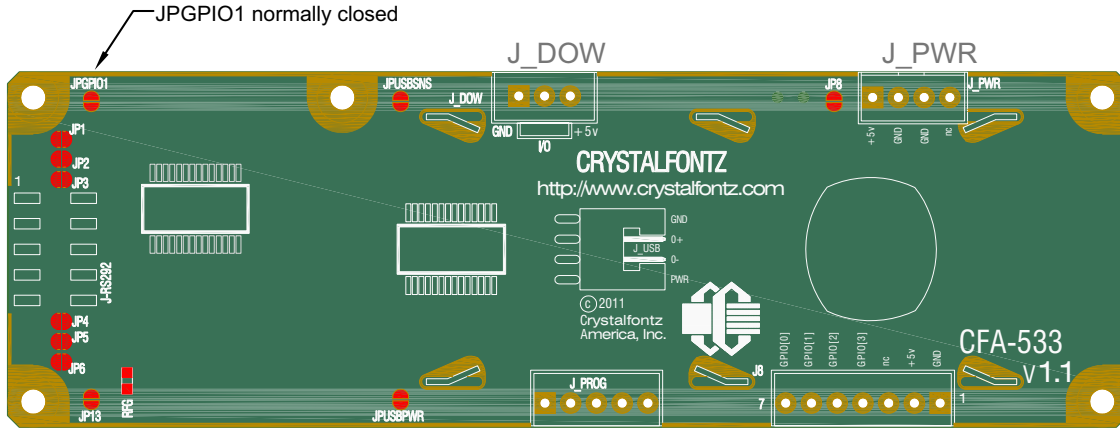 JPGPIO1 normally closed
J_DOW
J_PWR
JPGPIO1
JPUSBSNS
J_DOW
JP8
J_PWR
GND
I/O
+5v
+5v
GND
GND
nc
JP1
JP2
JP3
1
CRYSTALFONTZ
http://www.crystalfontz.com
GND
0+
J_USB
0-
PWR
J-RS292
© 2011
Crystalfontz
America, Inc.
JP4
JP5
JP6
GPIO[0]
GPIO[1]
GPIO[2]
GPIO[3]
nc
+5v
GND
CFA-533
v1.1
J8
RFG
J_PROG
7
1
JP13
JPUSBPWR